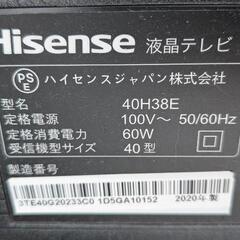 Hisense 液晶テレビ
PS E ハイセンスジャパン株式会社
型名 40H38E
定格電源 100V～ 50/60Hz
定格消費電力 60W
受信機型サイズ 40型
製造番号
3TE40G20233C0 1D5GA10152 2020年製